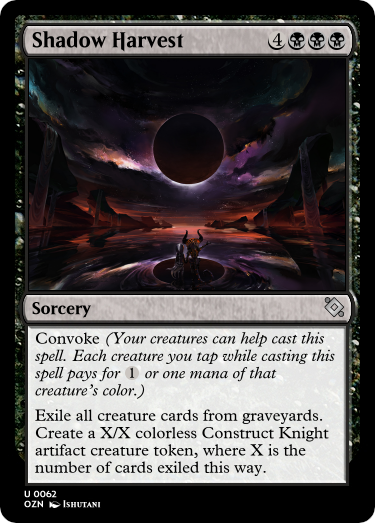 Shadow Harvest 4
Sorcery
Convoke (Your creatures can help cast this
spell. Each creature you tap while casting this
spell pays for 1 or one mana of that
creature's color.)
Exile all creature cards from graveyards.
Create a X/X colorless Construct Knight
artifact creature token, where X is the
number of cards exiled this way.
U 0062
OZN Ishutani